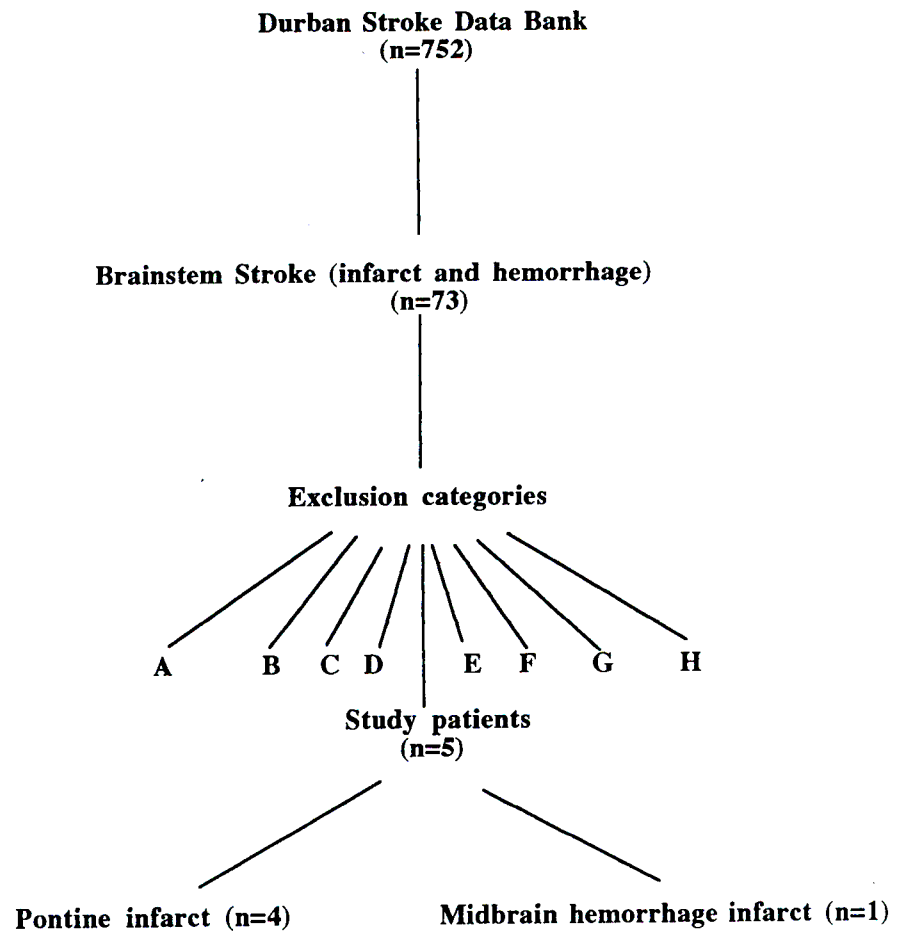 Durban Stroke Data Bank
(n=752)
Brainstem Stroke (infarct and hemorrhage)
(n=73)
Exclusion categories
A B C D E F G H
Study patients
(n=5)
Pontine infarct (n=4) Midbrain hemorrhage infarct (n=1)